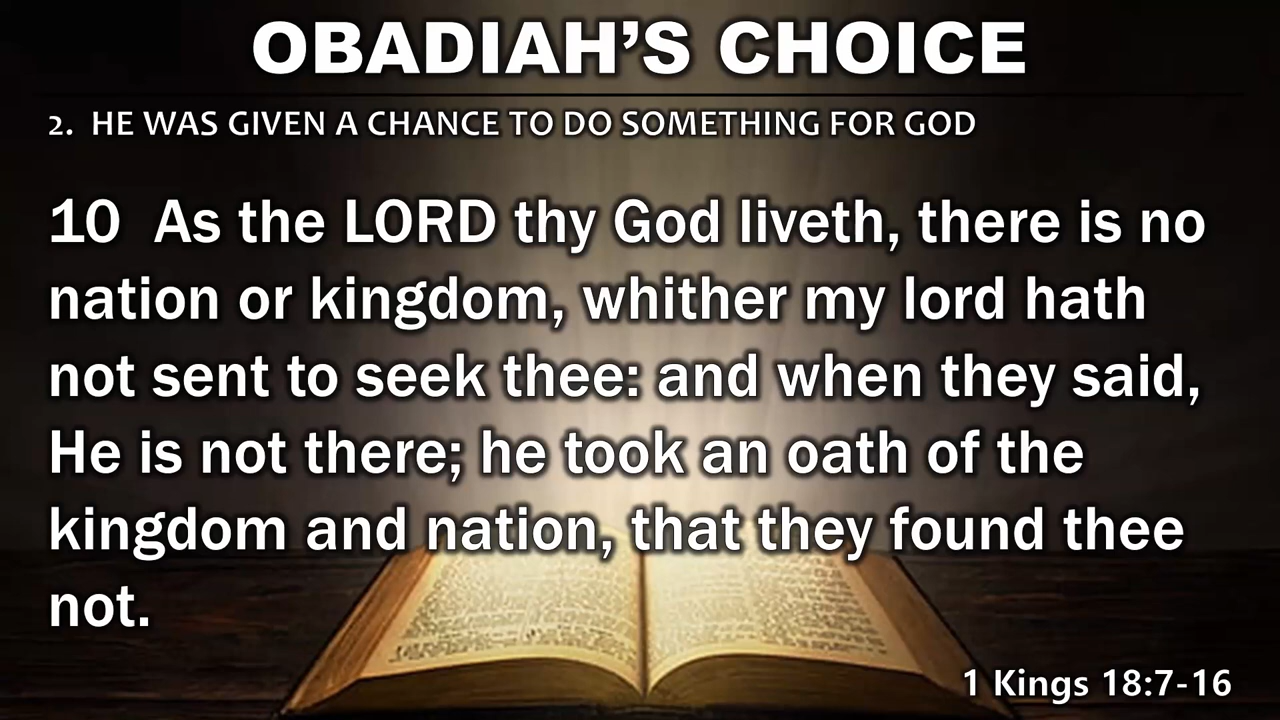 OBADIAH’S CHOICE
2. HE WAS GIVEN A CHANCE TO DO SOMETHING FOR GOD
10 As the LORD thy God liveth, there is no
nation or kingdom, whither my lord hath
not sent to seek thee: and when they said,
He is not there; he took an oath of the
kingdom and nation, that they found thee
not.
1 Kings 18:7-16